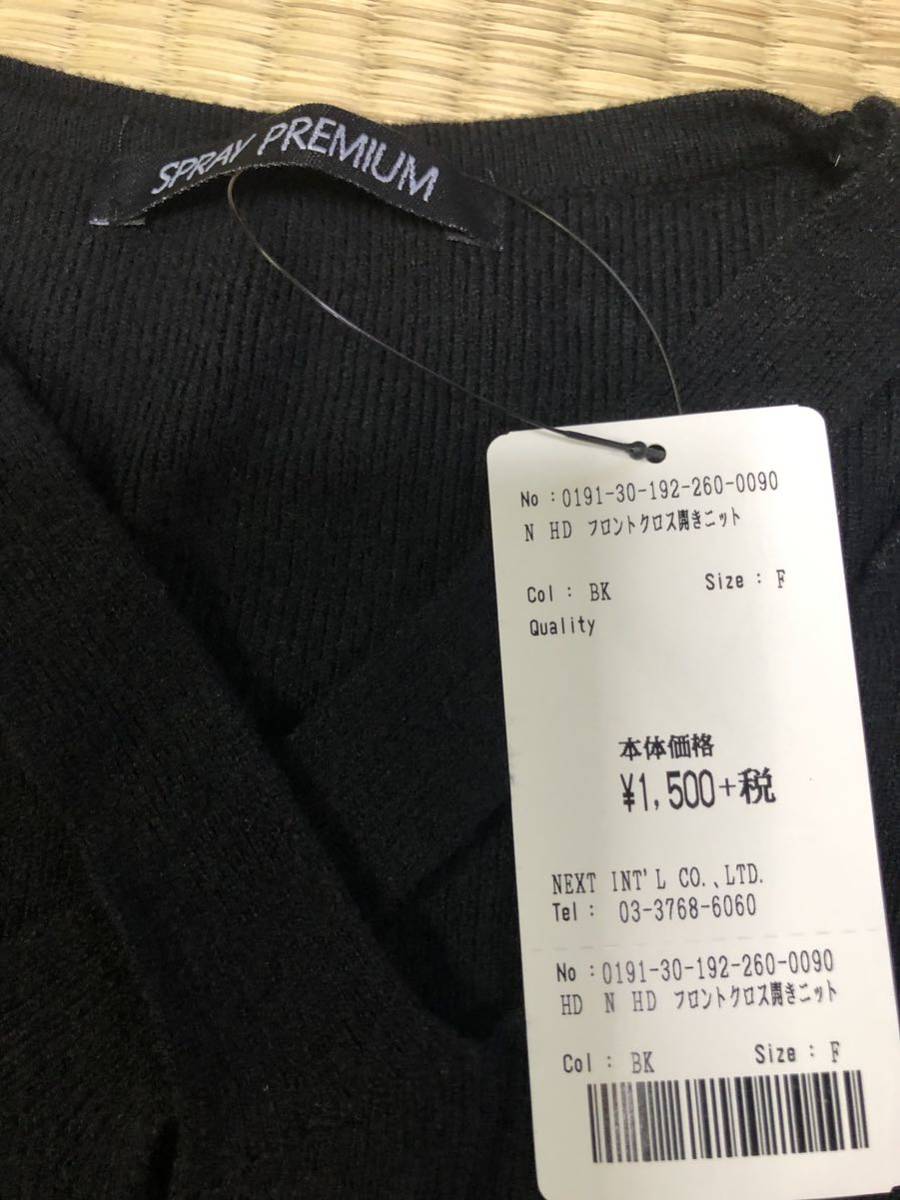 SPRAY PREMIUM
No : 0191-30-192-260-0090
N HD フロントクロス開きニット
Col : BK Size : F
Quality
本体価格
¥1,500+税
NEXT INT'L CO.,LTD.
Tel : 03-3768-6060
No : 0191-30-192-260-0090
HD N HD フロントクロス開きニット
Col : BK Size : F